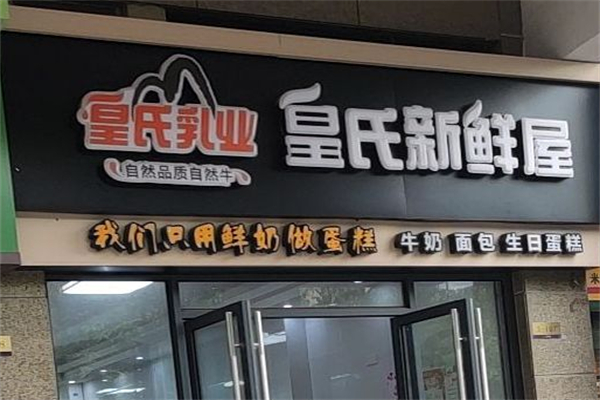 皇氏乳业
自然品质自然牛
皇氏新鲜屋
我们只用鲜奶做蛋糕 牛奶 面包 生日蛋糕
米